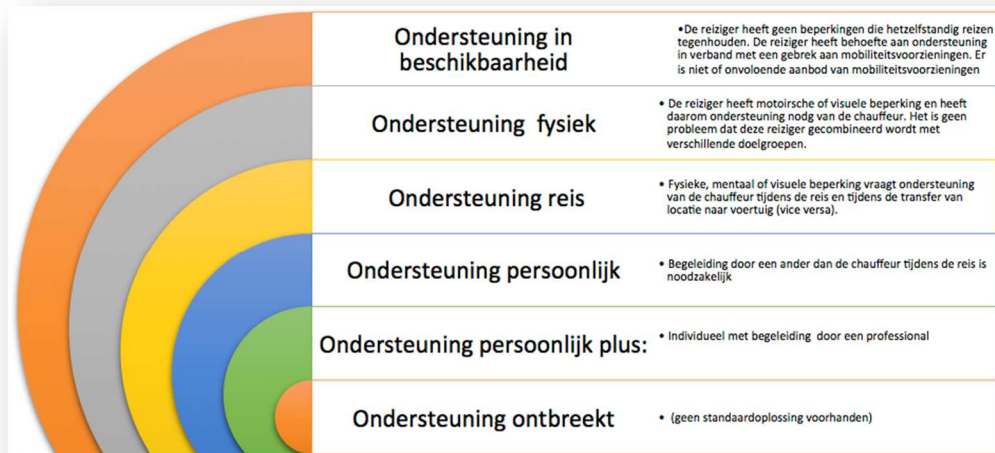 Ondersteuning in
beschikbaarheid
•De reiziger heeft geen beperkingen die hetzelfstandig reizen
tegenhouden. De reiziger heeft behoefte aan ondersteuning
in verband met een gebrek aan mobiliteitsvoorzieningen. Er
is niet of onvoloende aanbod van mobiliteitsvoorzieningen
Ondersteuning fysiek
• De reiziger heeft motoirsche of visuele beperking en heeft
daarom ondersteuning nodg van de chauffeur. Het is geen
probleem dat deze reiziger gecombineerd wordt met
verschillende doelgroepen.
Ondersteuning reis
• Fysieke, mentaal of visuele beperking vraagt ondersteuning
van de chauffeur tijdens de reis en tijdens de transfer van
locatie naar voertuig (vice versa).
Ondersteuning persoonlijk
• Begeleiding door een ander dan de chauffeur tijdens de reis is
noodzakelijk
Ondersteuning persoonlijk plus:
• Individueel met begeleiding door een professional
Ondersteuning ontbreekt
• (geen standaardoplossing voorhanden)